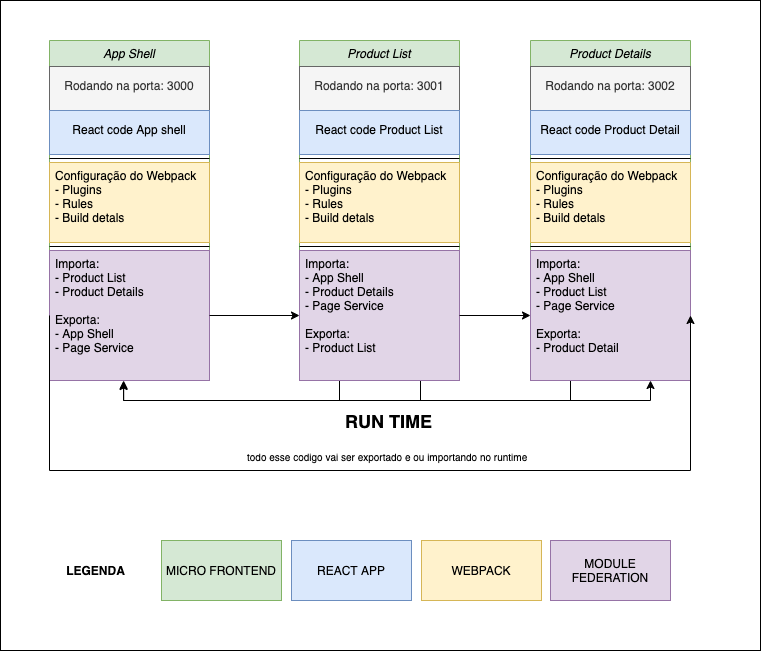 App Shell
Rodando na porta: 3000
React code App shell
Configuração do Webpack
- Plugins
- Rules
- Build detals
Importa:
- Product List
- Product Details
Exporta:
- App Shell
- Page Service
Product List
Rodando na porta: 3001
React code Product List
Configuração do Webpack
- Plugins
- Rules
- Build detals
Importa:
- App Shell
- Product Details
- Page Service
Exporta:
- Product List
Product Details
Rodando na porta: 3002
React code Product Detail
Configuração do Webpack
- Plugins
- Rules
- Build detals
Importa:
- App Shell
- Product List
- Page Service
Exporta:
- Product Detail
RUN TIME
todo esse codigo vai ser exportado e ou importando no runtime
LEGENDA
MICRO FRONTEND
REACT APP
WEBPACK
MODULE
FEDERATION